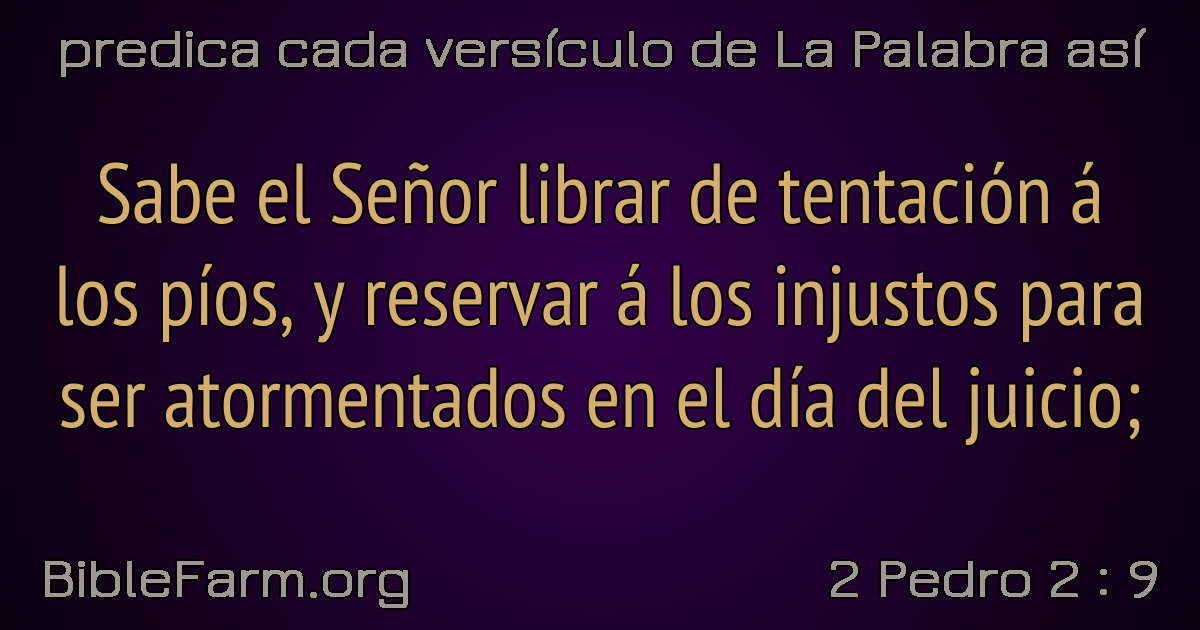 predica cada versículo de La Palabra así
Sabe el Señor librar de tentación á
los píos, y reservar á los injustos para
ser atormentados en el día del juicio;
BibleFarm.org
2 Pedro 2 : 9